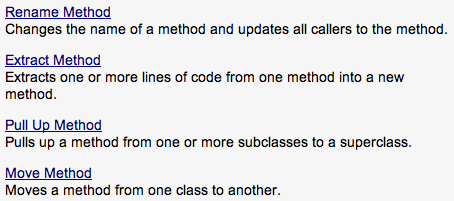 Rename Method
Changes the name of a method and updates all callers to the method.
Extract Method
Extracts one or more lines of code from one method into a new
method.
Pull Up Method
Pulls up a method from one or more subclasses to a superclass.
Move Method
Moves a method from one class to another.